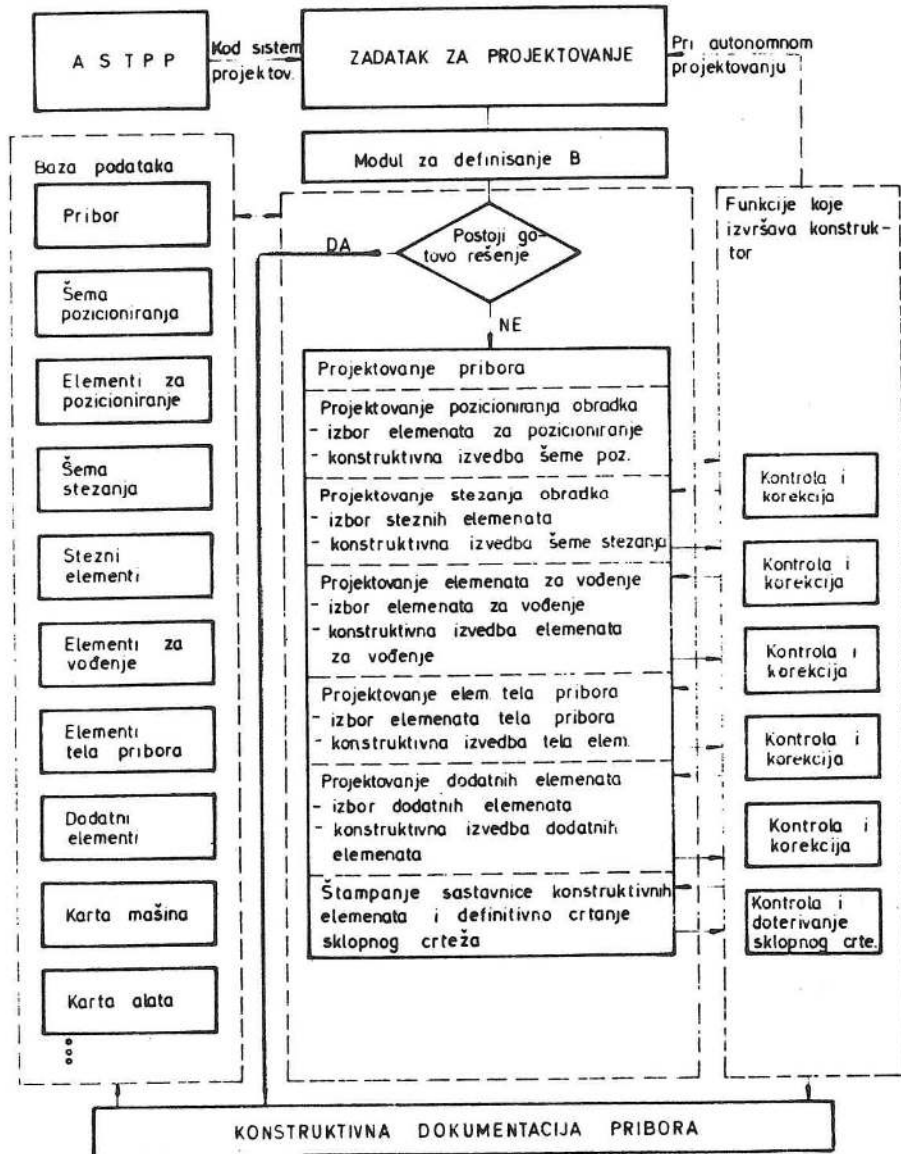 A S T P P
Kod sistem
projektov.
ZADATAK ZA PROJEKTOVANJE
Pri autonomnom
projektovanju
Modul za definisanje B
Baza podataka
Pribor
Šema
pozicioniranja
Elementi za
pozicioniranje
Šema
stezanja
Stezni
elementi
Elementi za
vođenje
Elementi
tela pribora
Dodatni
elementi
Karta mašina
Karta alata
DA
Postoji go-
tovo rešenje
NE
Projektovanje pribora
Projektovanje pozicioniranja obradka
- izbor elemenata za pozicioniranje
- konstruktivna izvedba šeme poz.
Projektovanje stezanja obradka
- izbor steznih elemenata
- konstruktivna izvedba šeme stezanja
Projektovanje elemenata za vođenje
- izbor elemenata za vođenje
- konstruktivna izvedba elemenata
za vođenje
Projektovanje elem. tela pribora
- izbor elemenata tela pribora
- konstruktivna izvedba tela elem.
Projektovanje dodatnih elemenata
- izbor dodatnih elemenata
- konstruktivna izvedba dodatnih
elemenata
Štampanje sastavnice konstruktivnih
elemenata i definitivno crtanje
sklopnog crteža
Funkcije koje
izvršava konstruk-
tor
Kontrola i
korekcija
Kontrola i
korekcija
Kontrola i
korekcija
Kontrola i
korekcija
Kontrola i
korekcija
Kontrola i
doterivanje
sklopnog crte.
KONSTRUKTIVNA DOKUMENTACIJA PRIBORA